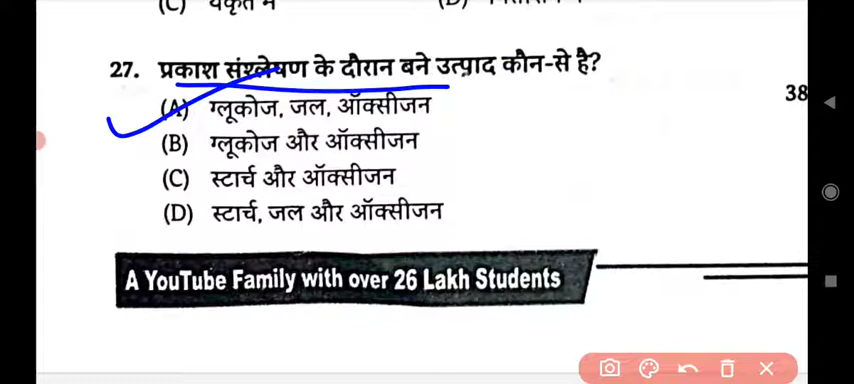 (C) यकृत में
27. प्रकाश संश्लेषण के दौरान बने उत्पाद कौन-से है?
38
(A) ग्लूकोज, जल, ऑक्सीजन
(B) ग्लूकोज और ऑक्सीजन
(C) स्टार्च और ऑक्सीजन
(D) स्टार्च, जल और ऑक्सीजन
A YouTube Family with over 26 Lakh Students